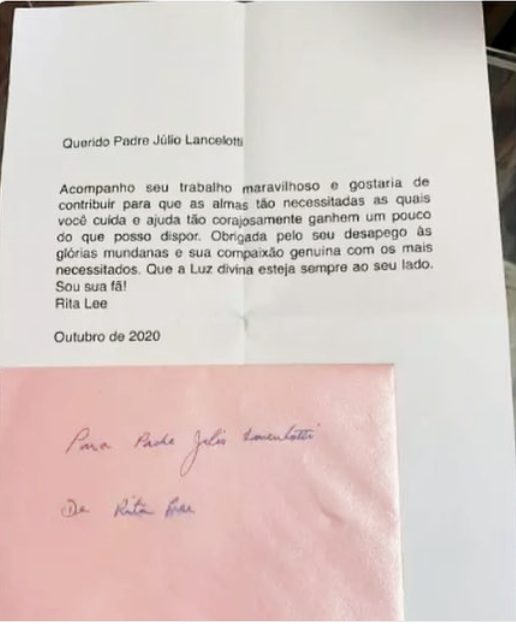 Querido Padre Júlio Lancelotti
Acompanho seu trabalho maravilhoso e gostaria de
contribuir para que as almas tão necessitadas as quais
você cuida e ajuda tão corajosamente ganhem um pouco
do que posso dispor. Obrigada pelo seu desapego às
glórias mundanas e sua compaixão genuina com os mais
necessitados. Que a Luz divina esteja sempre ao seu lado.
Sou sua fã!
Rita Lee
Outubro de 2020
Para Padre Julio Lancelotti
De Rita Lee